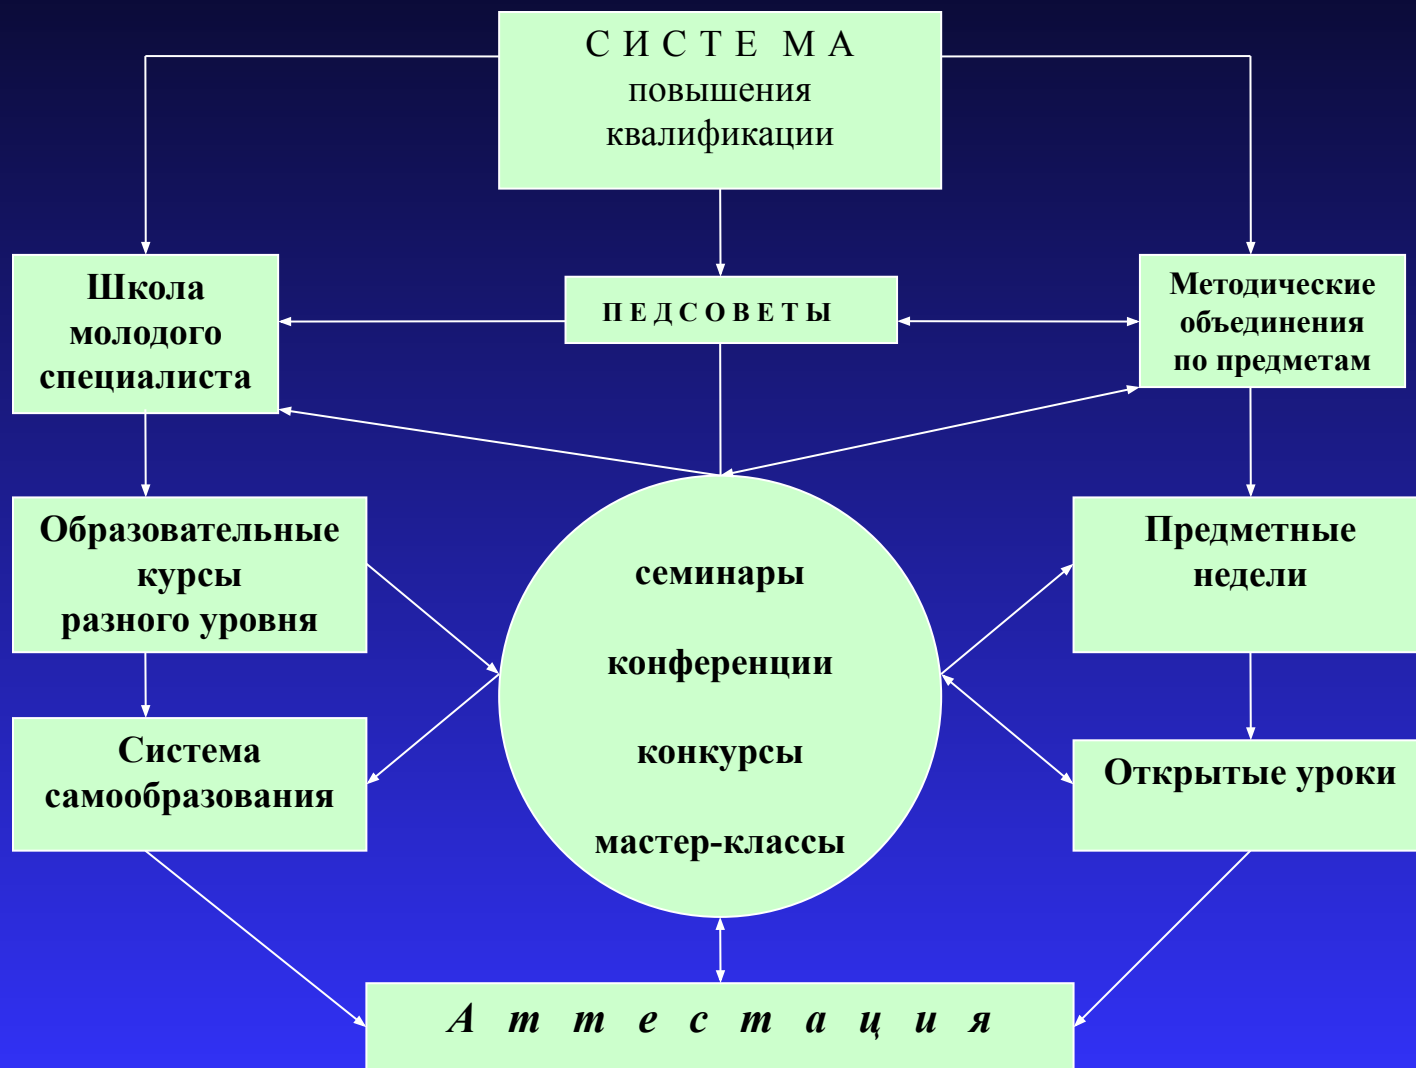 С И С Т Е М А
повышения
квалификации
Школа
молодого
специалиста
П Е Д С О В Е Т Ы
Методические
объединения
по предметам
Образовательные
курсы
разного уровня
семинары
конференции
конкурсы
мастер-классы
Предметные
недели
Система
самообразования
Открытые уроки
А т т е с т а ц и я